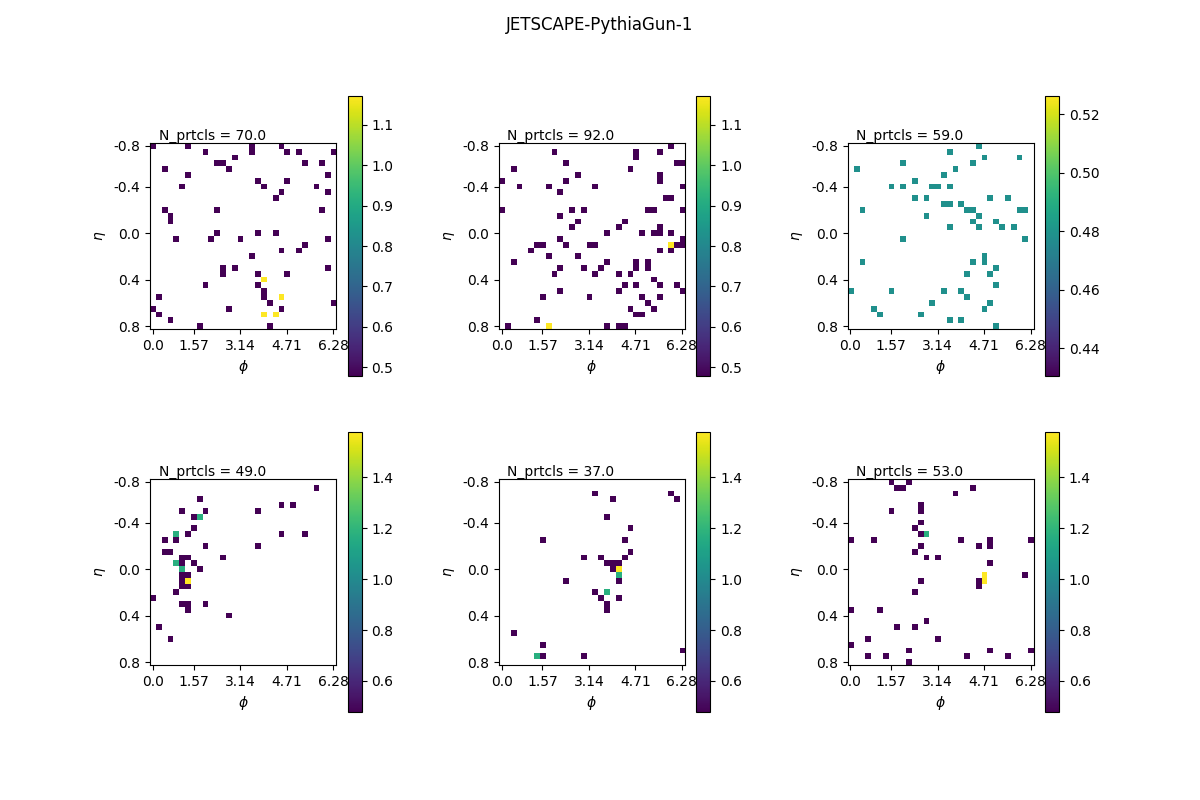 JETSCAPE-PythiaGun-1
N_prtcls = 70.0
-0.8
-0.4
0.0
0.4
0.8
η
0.0 1.57 3.14 4.71 6.28
ϕ
1.1
1.0
0.9
0.8
0.7
0.6
0.5
N_prtcls = 92.0
-0.8
-0.4
0.0
0.4
0.8
η
0.0 1.57 3.14 4.71 6.28
ϕ
1.1
1.0
0.9
0.8
0.7
0.6
0.5
N_prtcls = 59.0
-0.8
-0.4
0.0
0.4
0.8
η
0.0 1.57 3.14 4.71 6.28
ϕ
0.52
0.50
0.48
0.46
0.44
N_prtcls = 49.0
-0.8
-0.4
0.0
0.4
0.8
η
0.0 1.57 3.14 4.71 6.28
ϕ
1.4
1.2
1.0
0.8
0.6
N_prtcls = 37.0
-0.8
-0.4
0.0
0.4
0.8
η
0.0 1.57 3.14 4.71 6.28
ϕ
1.4
1.2
1.0
0.8
0.6
N_prtcls = 53.0
-0.8
-0.4
0.0
0.4
0.8
η
0.0 1.57 3.14 4.71 6.28
ϕ
1.4
1.2
1.0
0.8
0.6